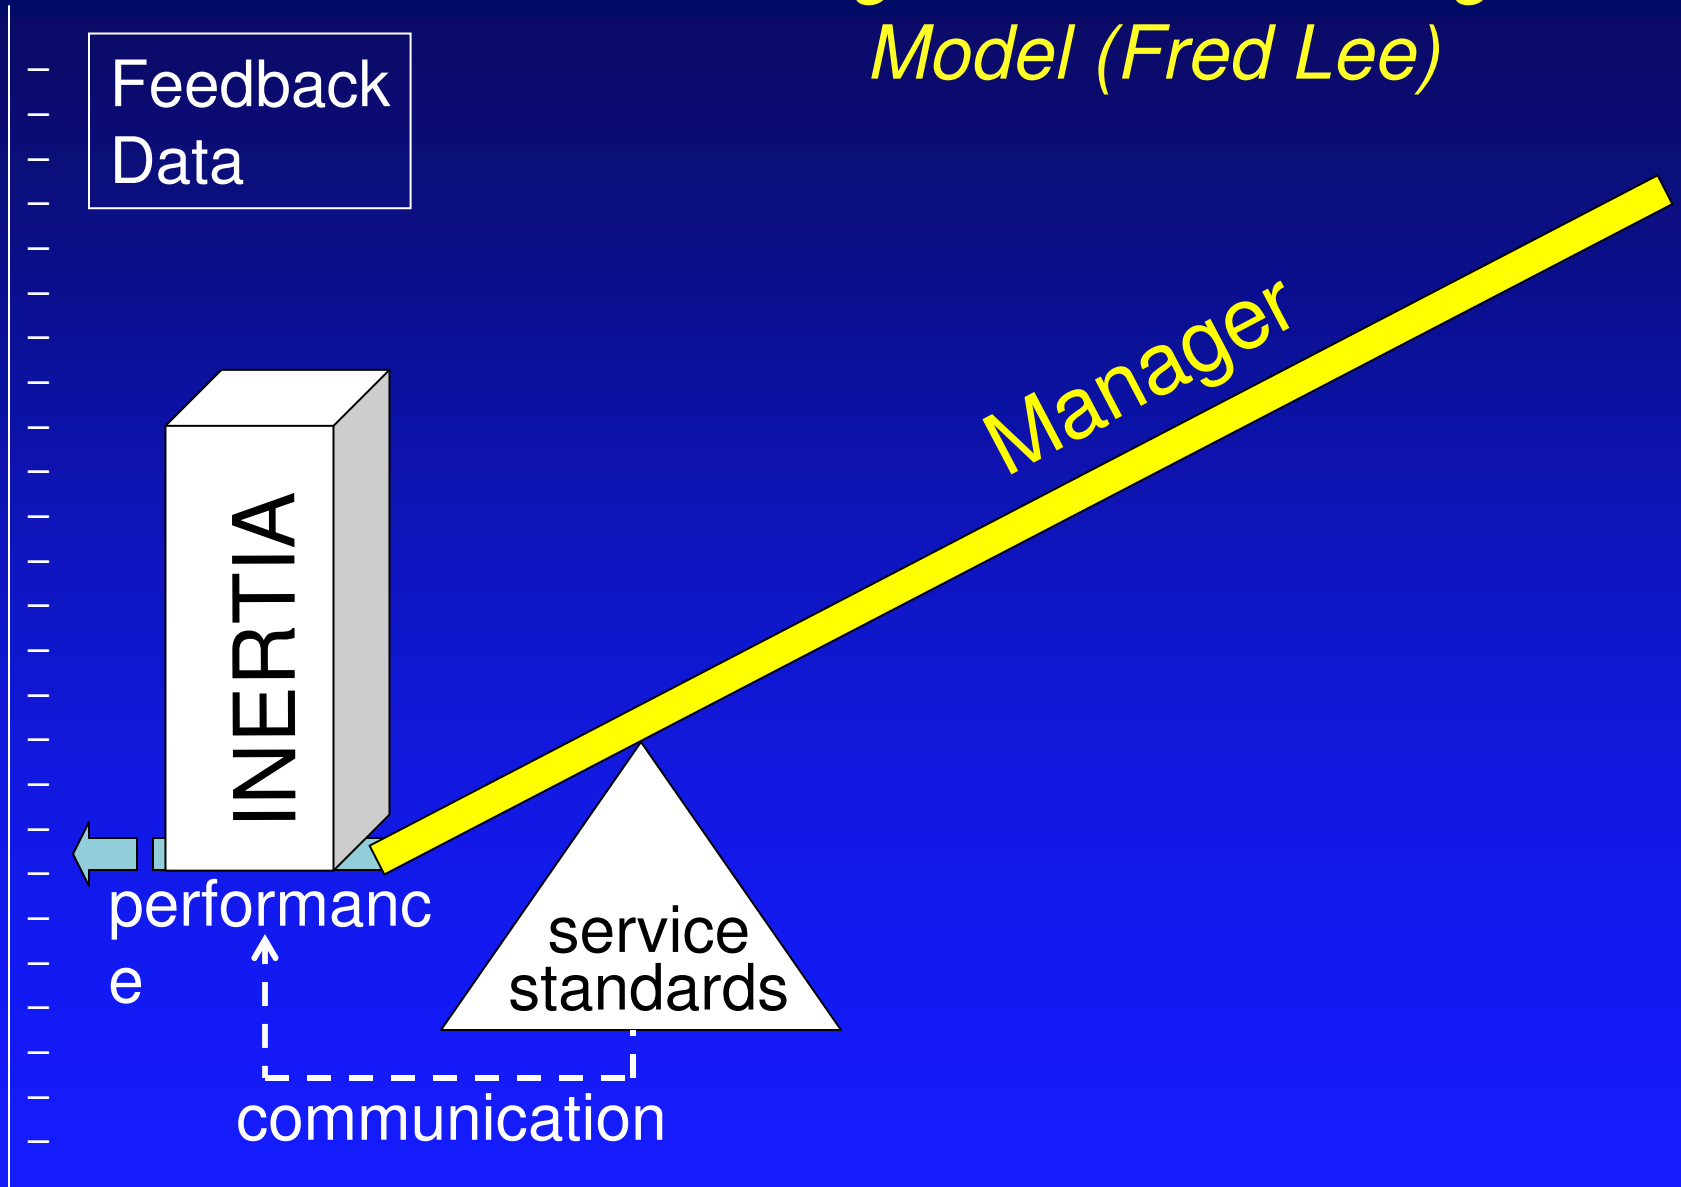 Model (Fred Lee)
Feedback
Data
Manager
INERTIA
performanc
e
service
standards
communication